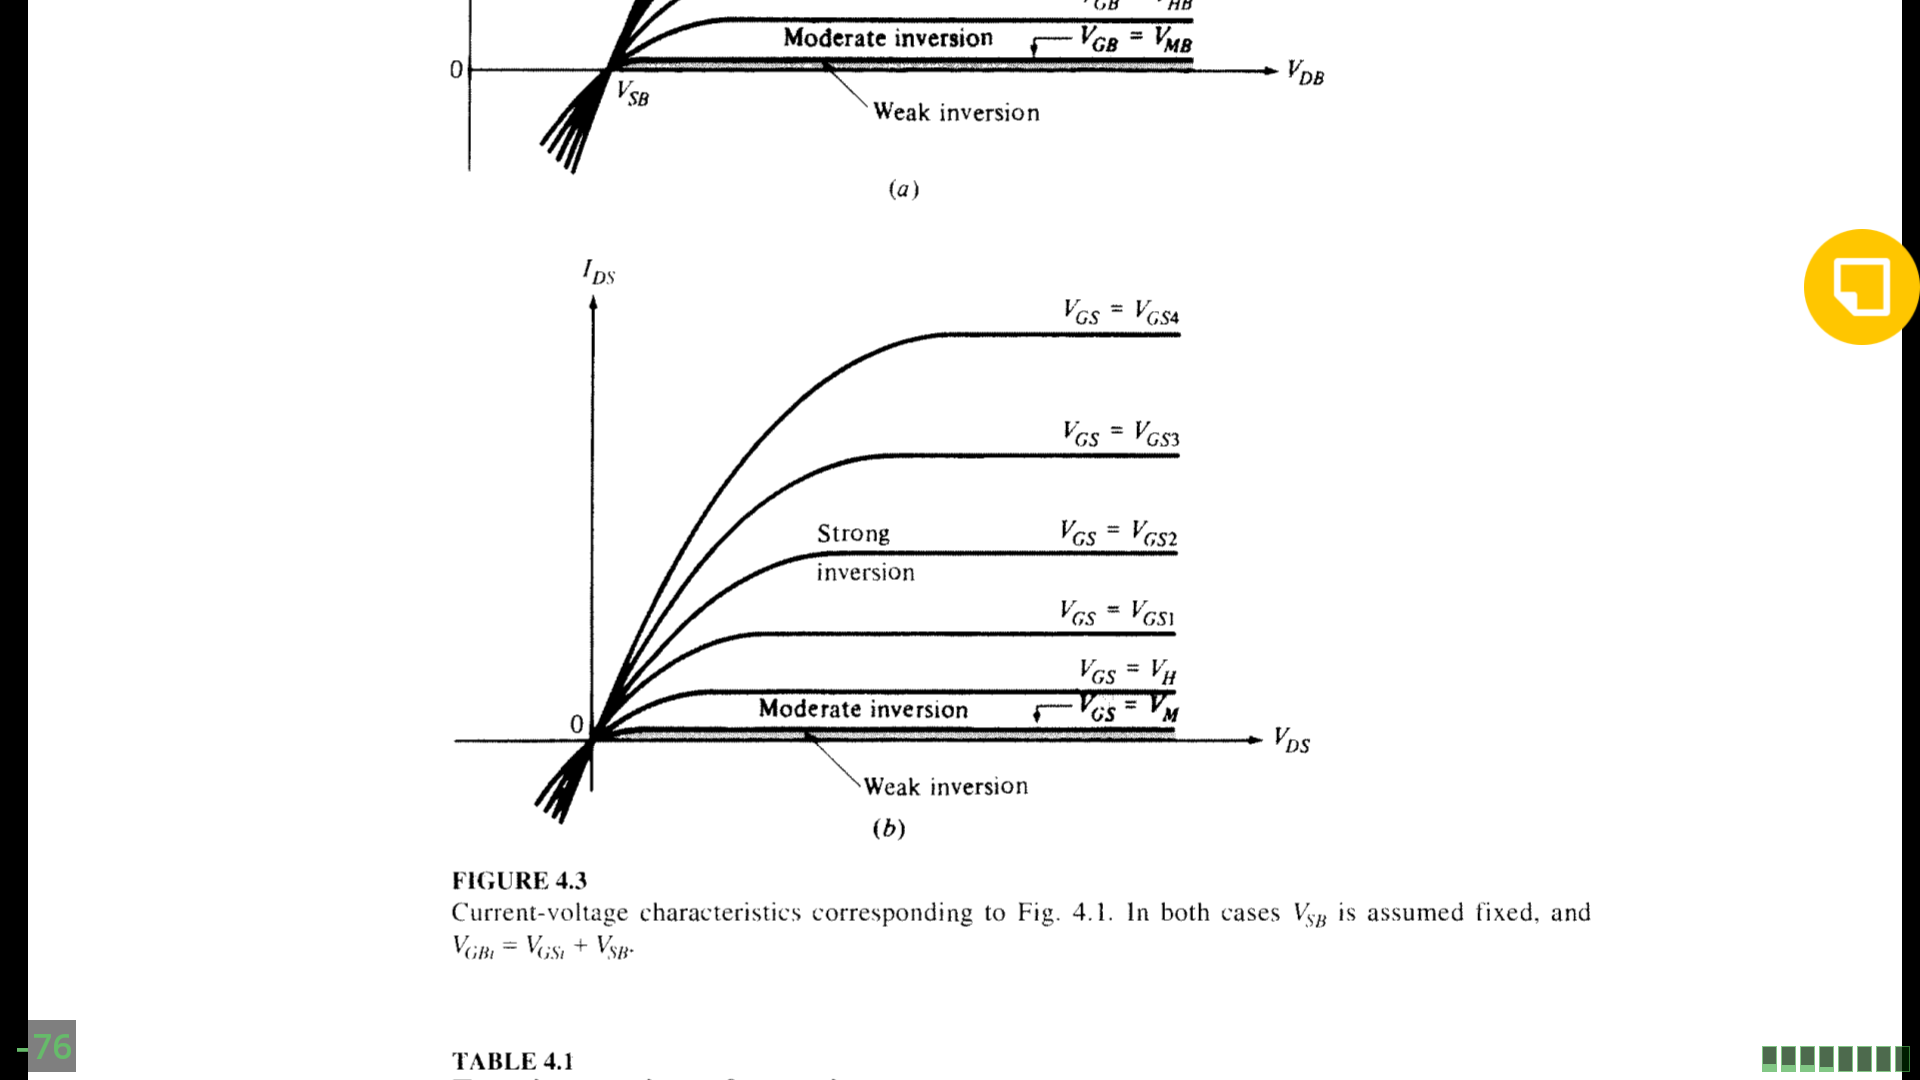 V_GB = V_HB
Moderate inversion
V_GB = V_MB
0
V_DB
V_SB
Weak inversion
(a)
I_DS
V_GS = V_GS4
V_GS = V_GS3
Strong
inversion
V_GS = V_GS2
V_GS = V_GS1
V_GS = V_H
Moderate inversion
V_GS = V_M
0
V_DS
Weak inversion
(b)
FIGURE 4.3
Current-voltage characteristics corresponding to Fig. 4.1. In both cases V_SB is assumed fixed, and
V_GBi = V_GSi + V_SB.
-76
TABLE 4.1